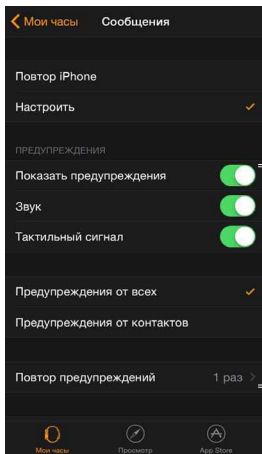 Мои часы Сообщения
Повтор iPhone
Настроить
ПРЕДУПРЕЖДЕНИЯ
Показать предупреждения
Звук
Тактильный сигнал
Предупреждения от всех
Предупреждения от контактов
Повтор предупреждений 1 раз
Мои часы Просмотр App Store